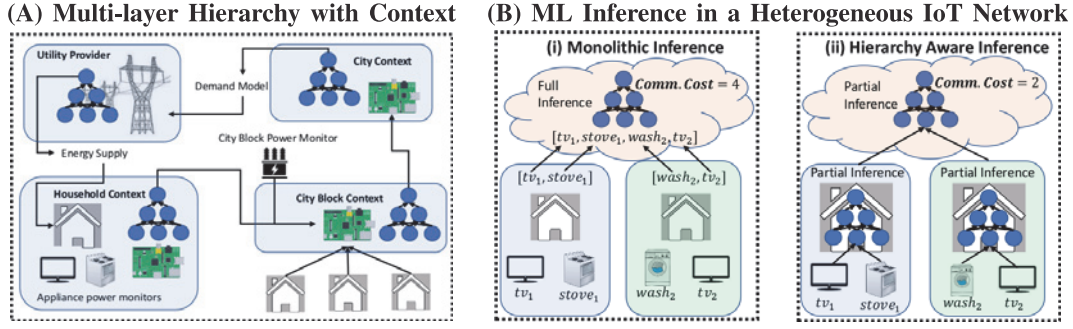 (A) Multi-layer Hierarchy with Context
Utility Provider
City Context
Demand Model
City Block Power Monitor
Energy Supply
Household Context
City Block Context
Appliance power monitors
(B) ML Inference in a Heterogeneous IoT Network
(i) Monolithic Inference
Full
Inference
Comm. Cost = 4
[tv₁, stove₁, wash₂, tv₂]
[tv₁, stove₁]
[wash₂, tv₂]
tv₁
stove₁
wash₂
tv₂
(ii) Hierarchy Aware Inference
Partial
Inference
Comm. Cost = 2
Partial Inference
Partial Inference
tv₁
stove₁
wash₂
tv₂